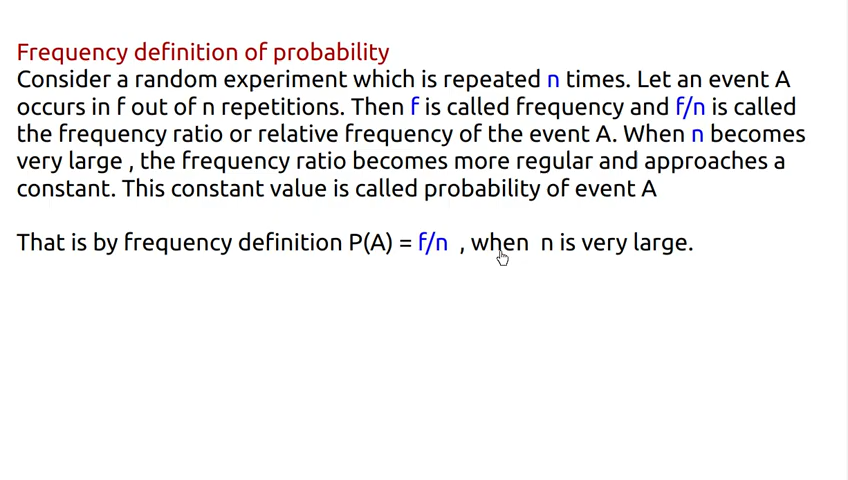 Frequency definition of probability
Consider a random experiment which is repeated n times. Let an event A
occurs in f out of n repetitions. Then f is called frequency and f/n is called
the frequency ratio or relative frequency of the event A. When n becomes
very large , the frequency ratio becomes more regular and approaches a
constant. This constant value is called probability of event A
That is by frequency definition P(A) = f/n , when n is very large.